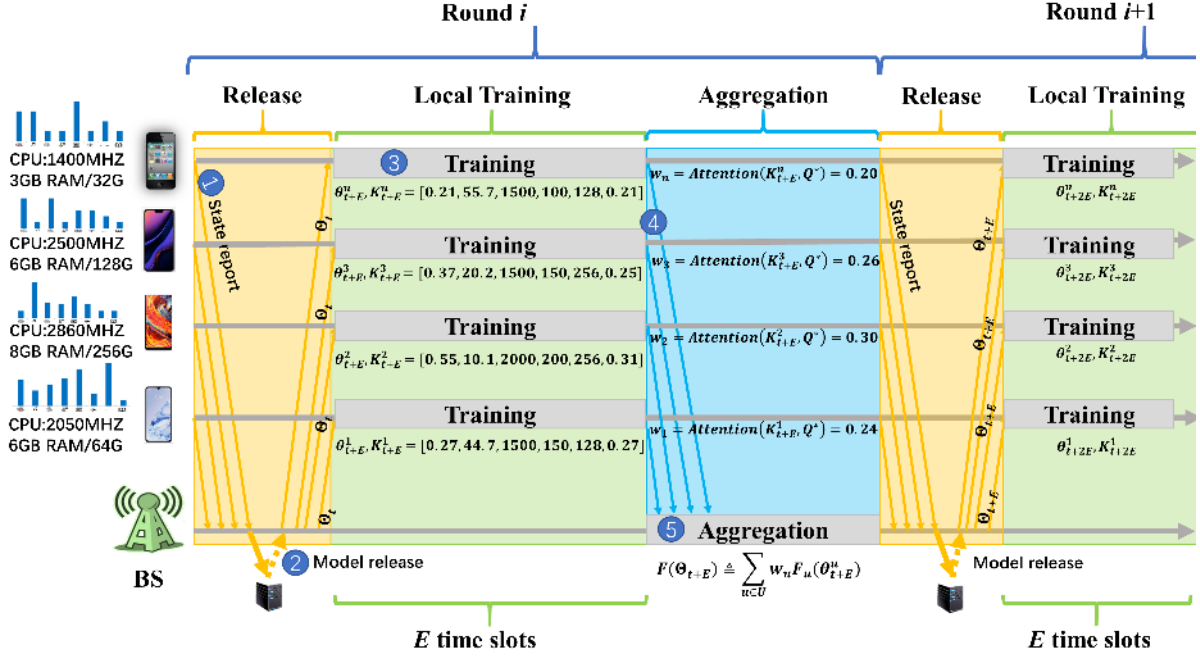 Round i
Round i+1
Release
Local Training
Aggregation
Release
Local Training
CPU:1400MHZ
3GB RAM/32G
1
State report
Θ_t
3
Training
θ^n_{t+E}, K^n_{t+E} = [0.21, 55.7, 1500, 100, 128, 0.21]
w_n = Attention(K^n_{t+E}, Q*) = 0.20
State report
Θ_{t+E}
Training
θ^n_{t+2E}, K^n_{t+2E}
CPU:2500MHZ
6GB RAM/128G
Θ_t
Training
θ^3_{t+E}, K^3_{t+E} = [0.37, 20.2, 1500, 150, 256, 0.25]
4
w_3 = Attention(K^3_{t+E}, Q*) = 0.26
Θ_{t+E}
Training
θ^3_{t+2E}, K^3_{t+2E}
CPU:2860MHZ
8GB RAM/256G
Θ_t
Training
θ^2_{t+E}, K^2_{t+E} = [0.55, 10.1, 2000, 200, 256, 0.31]
w_2 = Attention(K^2_{t+E}, Q*) = 0.30
Θ_{t+E}
Training
θ^2_{t+2E}, K^2_{t+2E}
CPU:2050MHZ
6GB RAM/64G
Θ_t
Training
θ^1_{t+E}, K^1_{t+E} = [0.27, 44.7, 1500, 150, 128, 0.27]
w_1 = Attention(K^1_{t+E}, Q*) = 0.24
Θ_{t+E}
Training
θ^1_{t+2E}, K^1_{t+2E}
BS
2
Model release
5
Aggregation
F(Θ_{t+E}) ≜ ∑_{u⊂U} w_u F_u(θ^u_{t+E})
Model release
E time slots
E time slots